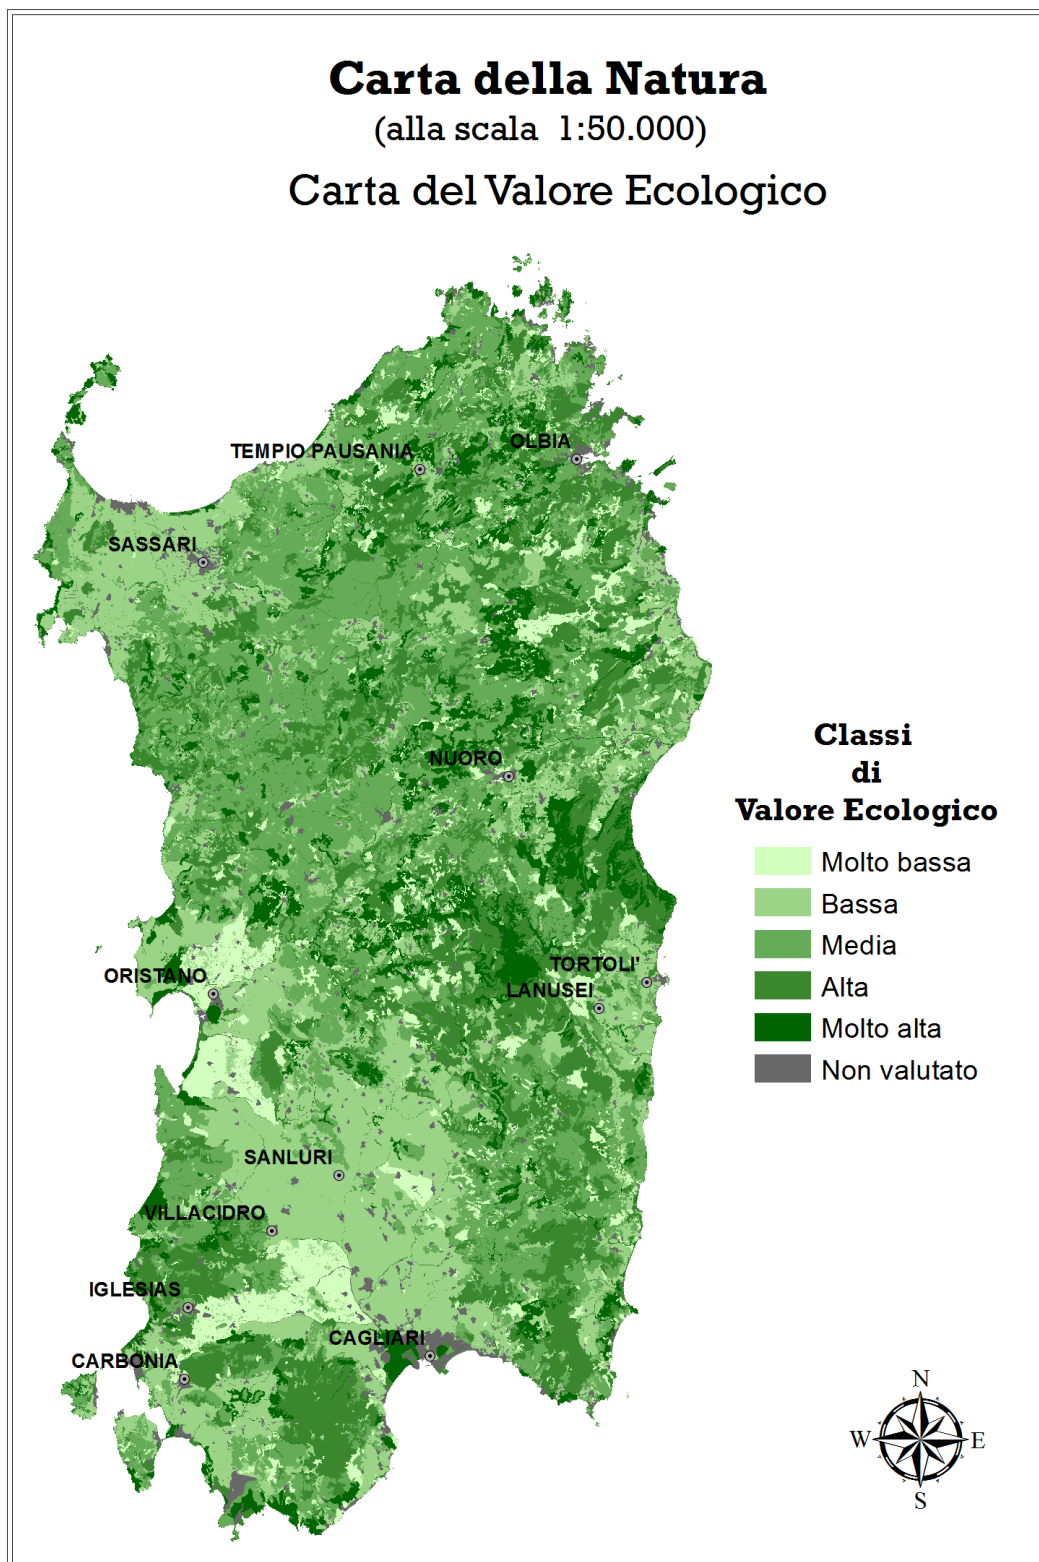 Carta della Natura
(alla scala 1:50.000)
Carta del Valore Ecologico
TEMPIO PAUSANIA
OLBIA
SASSARI
NUORO
Classi
di
Valore Ecologico
Molto bassa
Bassa
Media
Alta
Molto alta
Non valutato
ORISTANO
TORTOLI'
LANUSEI
SANLURI
VILLACIDRO
IGLESIAS
CAGLIARI
CARBONIA
N
W
E
S